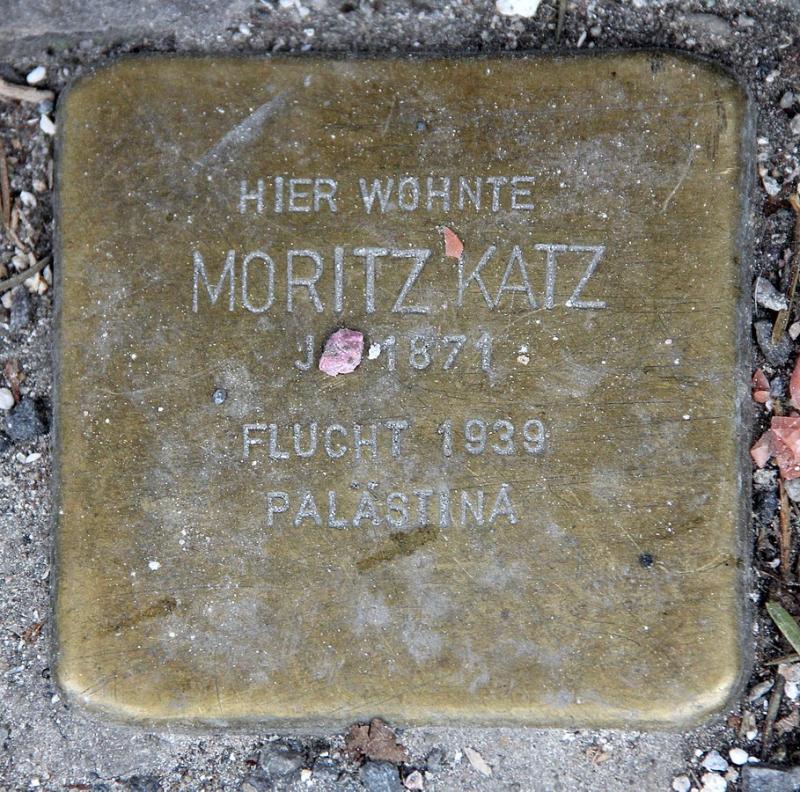 HIER WOHNTE
MORITZ KATZ
J 1871
FLUCHT 1939
PALÄSTINA